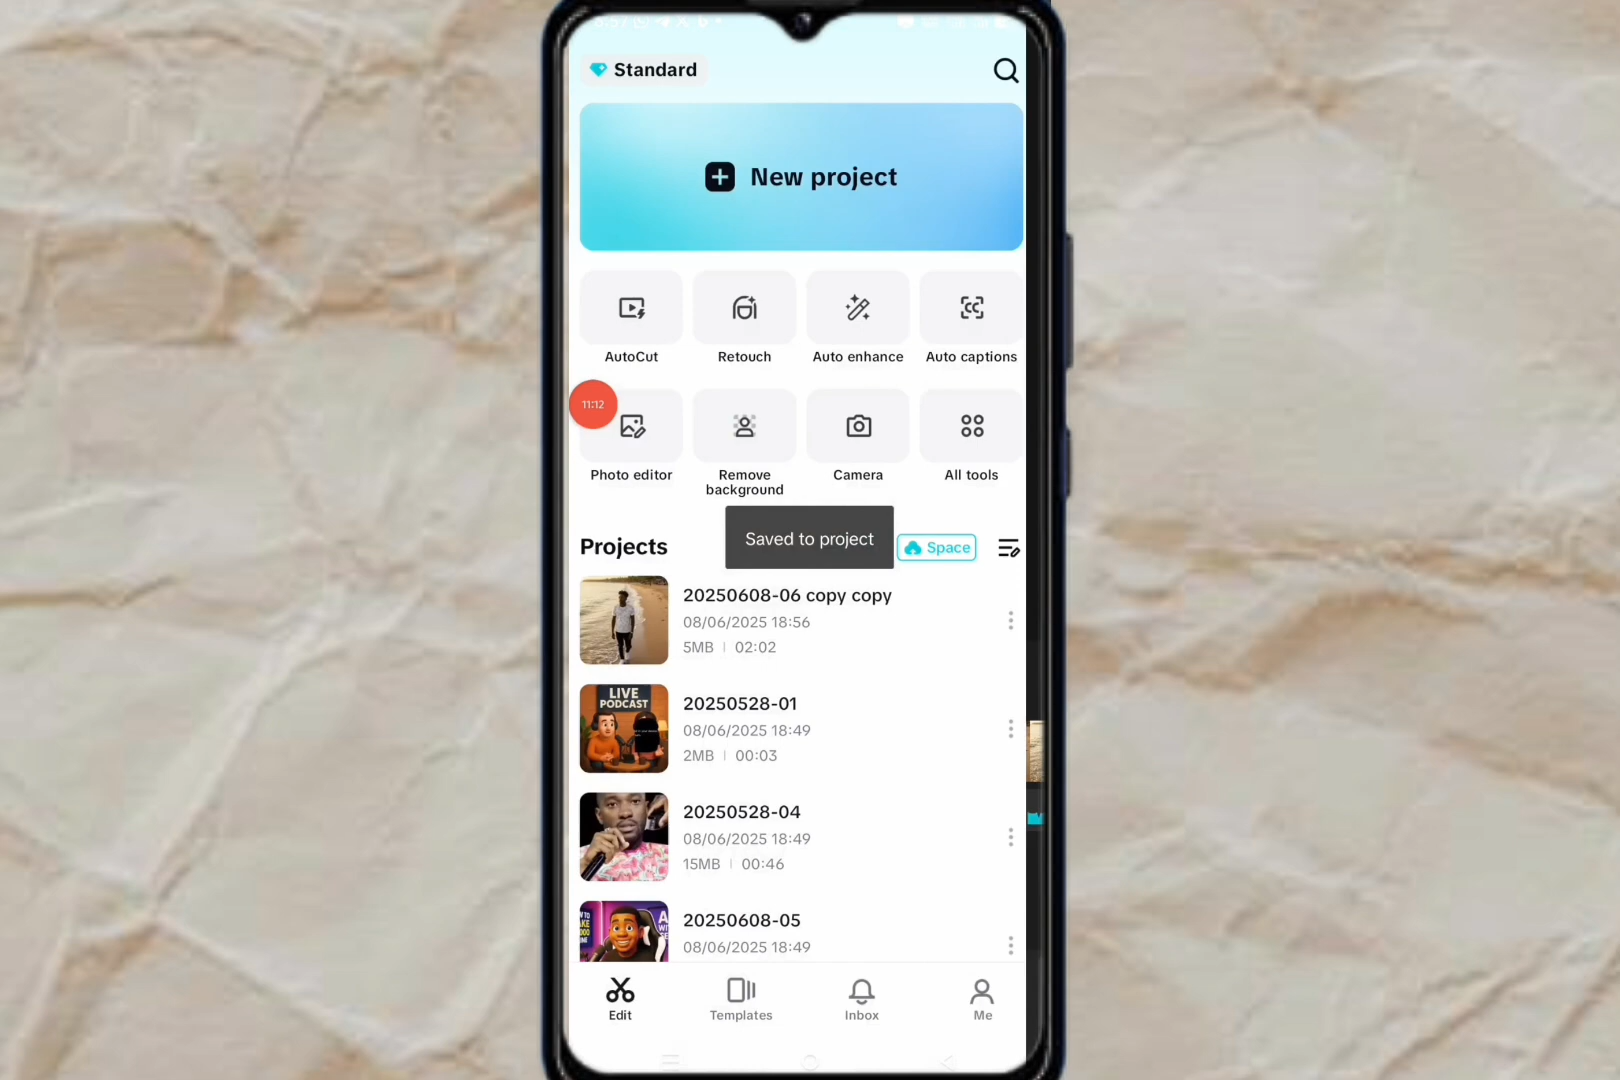 Standard
New project
AutoCut
Retouch
Auto enhance
Auto captions
11:12
Photo editor
Remove
background
Camera
All tools
Projects
Saved to project
Space
20250608-06 copy copy
08/06/2025 18:56
5MB | 02:02
LIVE
PODCAST
20250528-01
08/06/2025 18:49
2MB | 00:03
20250528-04
08/06/2025 18:49
15MB | 00:46
20250608-05
08/06/2025 18:49
Edit
Templates
Inbox
Me